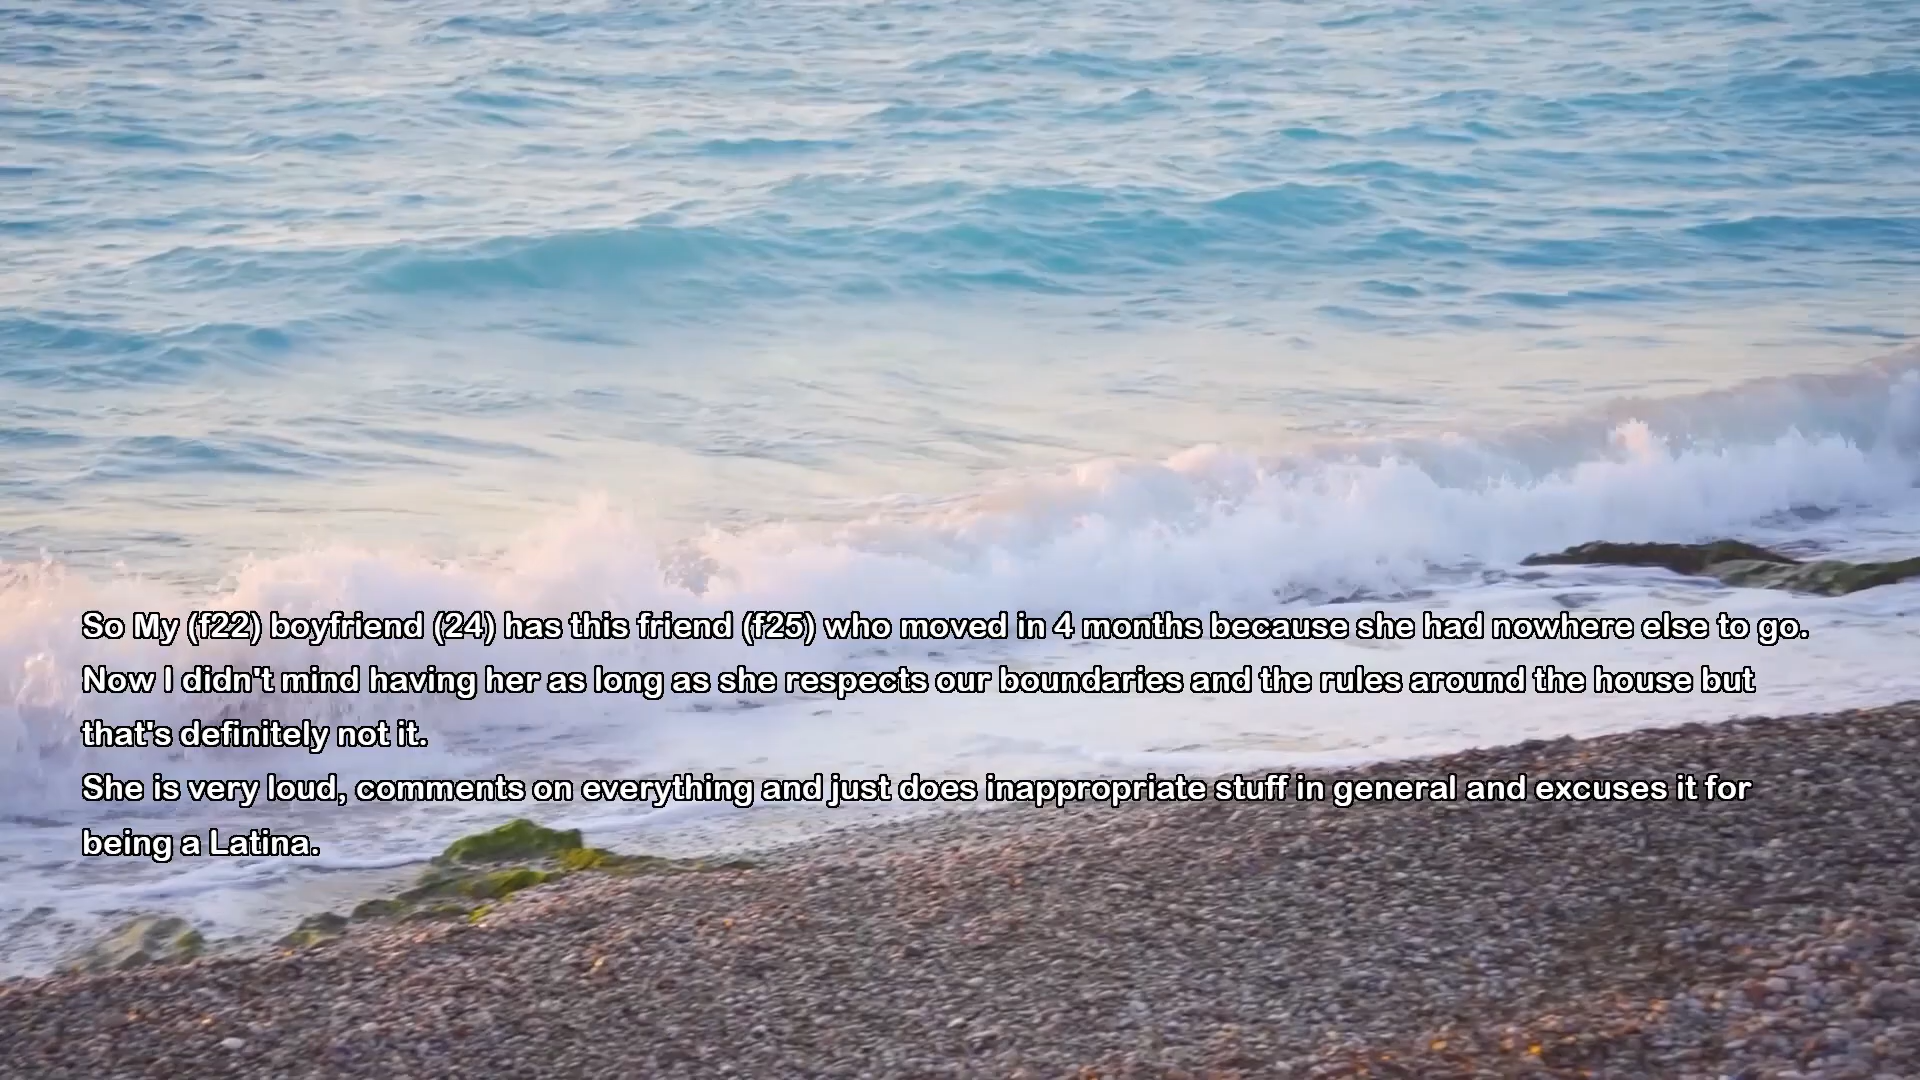 So My (f22) boyfriend (24) has this friend (f25) who moved in 4 months because she had nowhere else to go.
Now I didn't mind having her as long as she respects our boundaries and the rules around the house but
that's definitely not it.
She is very loud, comments on everything and just does inappropriate stuff in general and excuses it for
being a Latina.